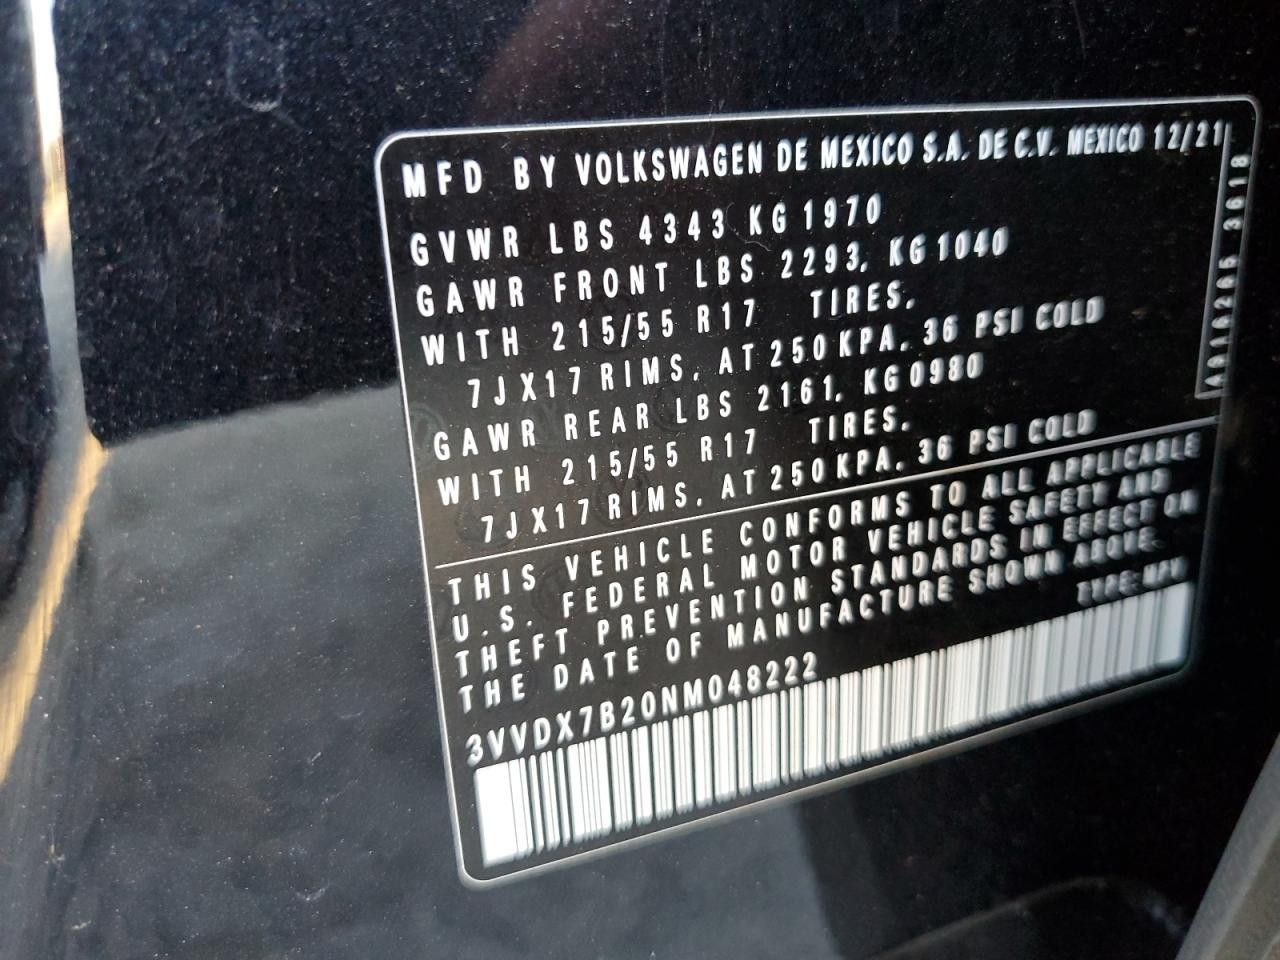 MFD BY VOLKSWAGEN DE MEXICO S.A. DE C.V. MEXICO 12/21
GVWR LBS 4343 KG 1970
GAWR FRONT LBS 2293, KG 1040
WITH 215/55 R17 TIRES,
7JX17 RIMS, AT 250 KPA, 36 PSI COLD
GAWR REAR LBS 2161, KG 0980
WITH 215/55 R17 TIRES,
7JX17 RIMS, AT 250 KPA, 36 PSI COLD
THIS VEHICLE CONFORMS TO ALL APPLICABLE
U.S. FEDERAL MOTOR VEHICLE SAFETY AND
THEFT PREVENTION STANDARDS IN EFFECT ON
THE DATE OF MANUFACTURE SHOWN ABOVE.
TYPE: MPV
3VVDX7B20NM048222
3618